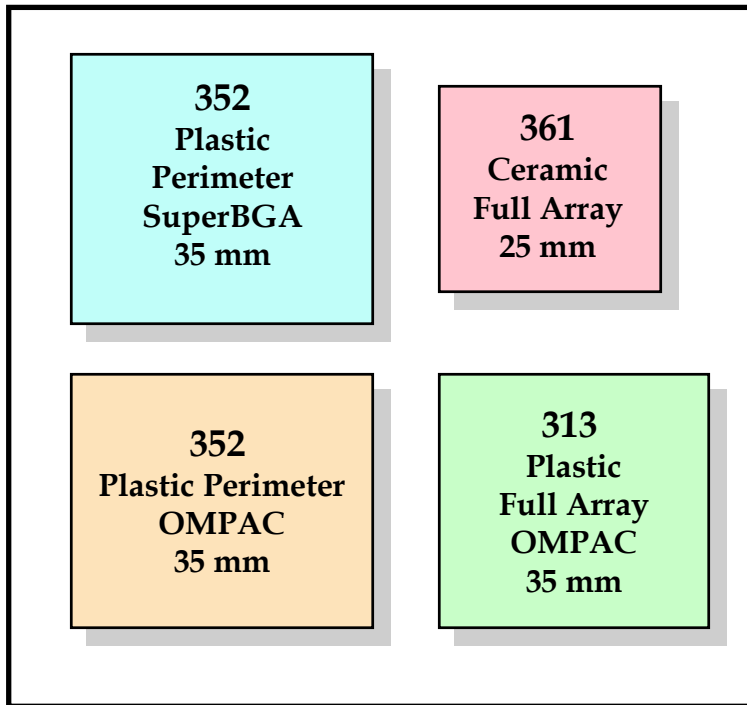 352
Plastic
Perimeter
SuperBGA
35 mm
361
Ceramic
Full Array
25 mm
352
Plastic Perimeter
OMPAC
35 mm
313
Plastic
Full Array
OMPAC
35 mm